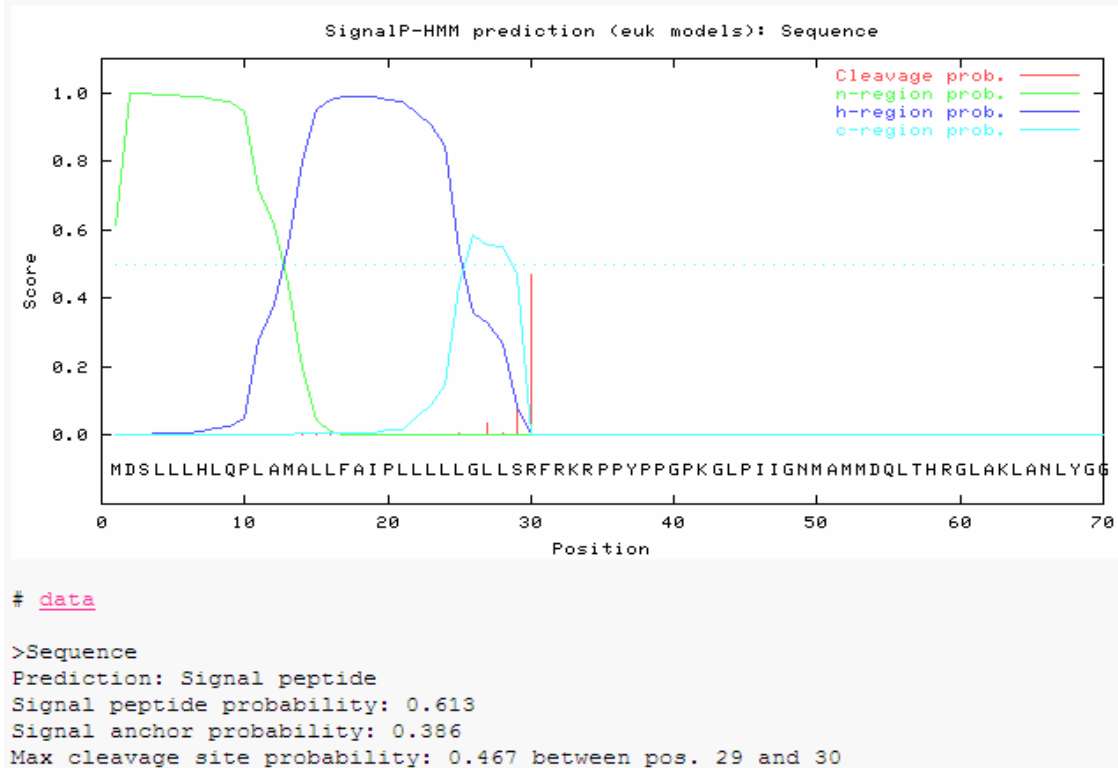 SignalP-HMM prediction (euk models): Sequence
Cleavage prob.
n-region prob.
h-region prob.
c-region prob.
1.0
0.8
0.6
0.4
0.2
0.0
Score
MDSLLLHLQPLAMALLFAIPLLLLLGLLSRFRKRPPYPPGPKGLPIIGNMAMMDQLTHRGLAKLANLYGG
0 10 20 30 40 50 60 70
Position
# data
>Sequence
Prediction: Signal peptide
Signal peptide probability: 0.613
Signal anchor probability: 0.386
Max cleavage site probability: 0.467 between pos. 29 and 30